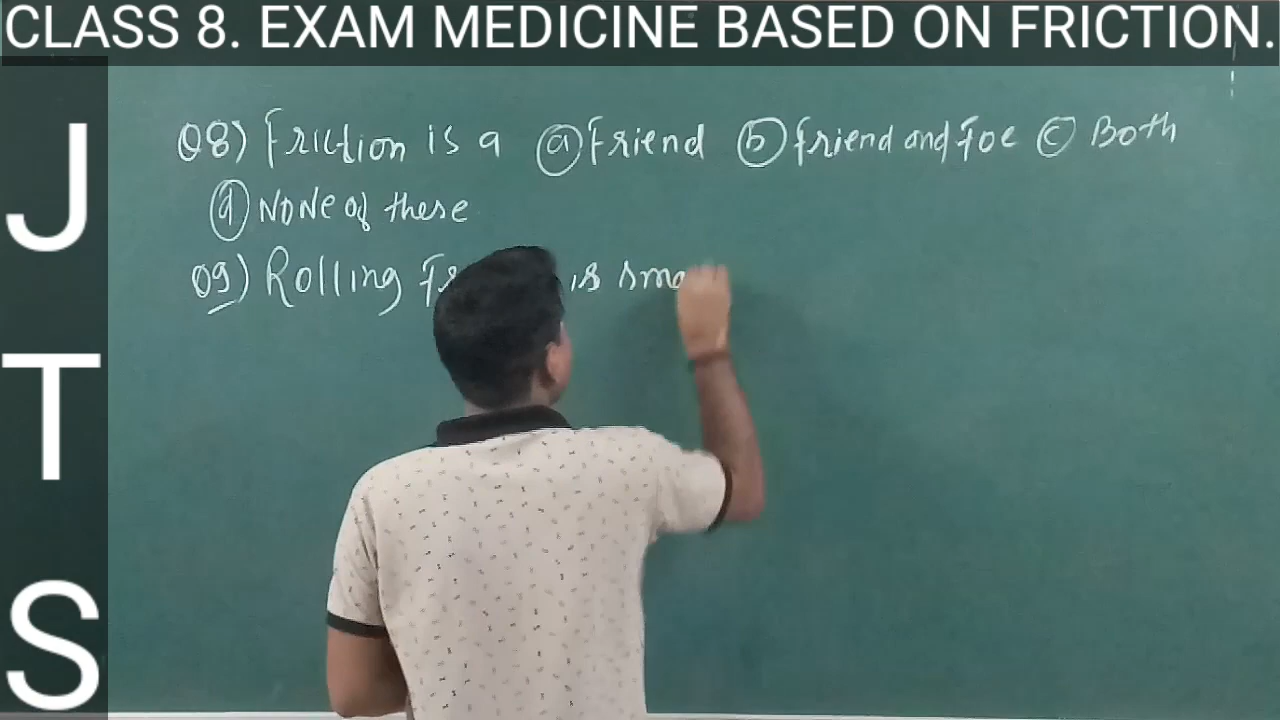 CLASS 8. EXAM MEDICINE BASED ON FRICTION.
J
T
S
Q8) Friction is a (a) Friend (b) friend and foe (c) Both
(d) None of these
Q9) Rolling is